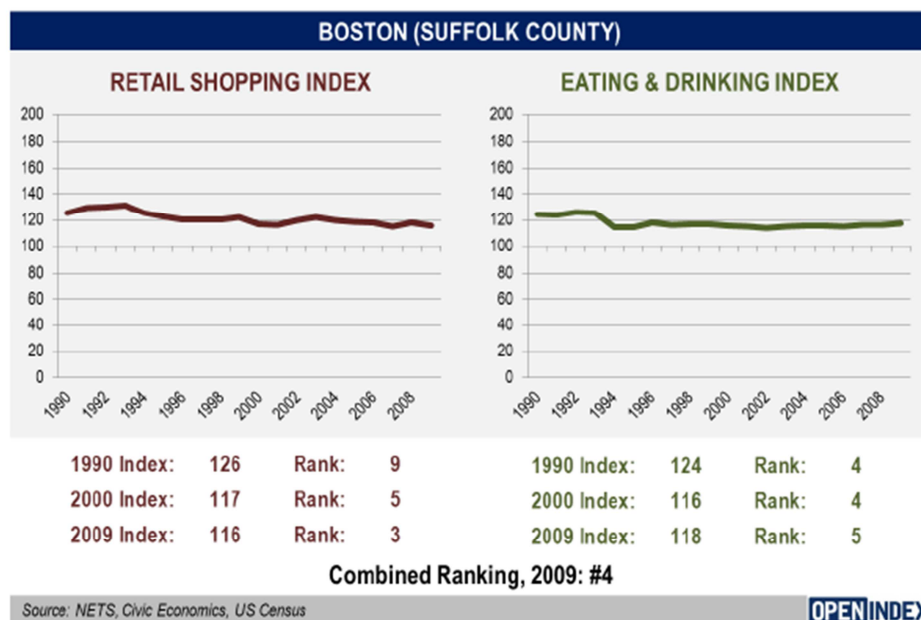 BOSTON (SUFFOLK COUNTY)
RETAIL SHOPPING INDEX
200
180
160
140
120
100
80
60
40
20
0
1990 1992 1994 1996 1998 2000 2002 2004 2006 2008
EATING & DRINKING INDEX
200
180
160
140
120
100
80
60
40
20
0
1990 1992 1994 1996 1998 2000 2002 2004 2006 2008
1990 Index: 126 Rank: 9
2000 Index: 117 Rank: 5
2009 Index: 116 Rank: 3
1990 Index: 124 Rank: 4
2000 Index: 116 Rank: 4
2009 Index: 118 Rank: 5
Combined Ranking, 2009: #4
Source: NETS, Civic Economics, US Census
OPENINDEX